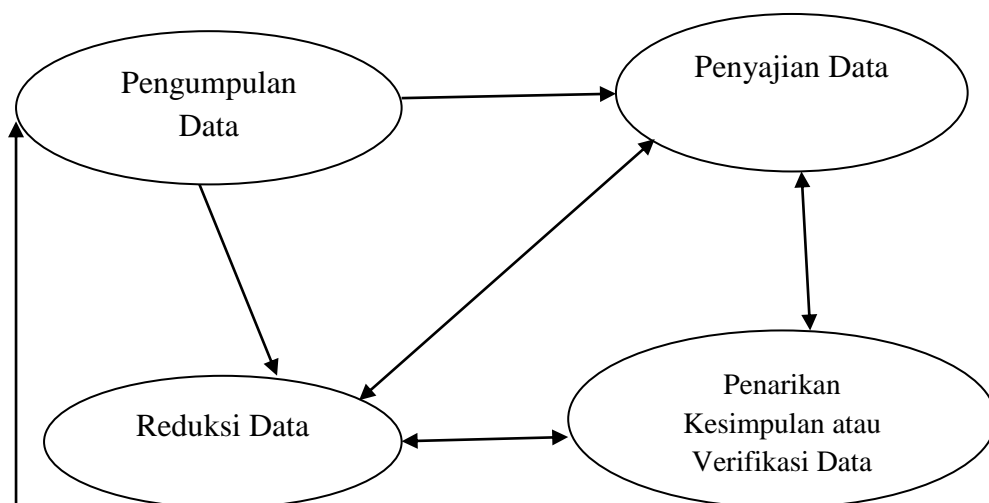 Pengumpulan
Data
Penyajian Data
Reduksi Data
Penarikan
Kesimpulan atau
Verifikasi Data